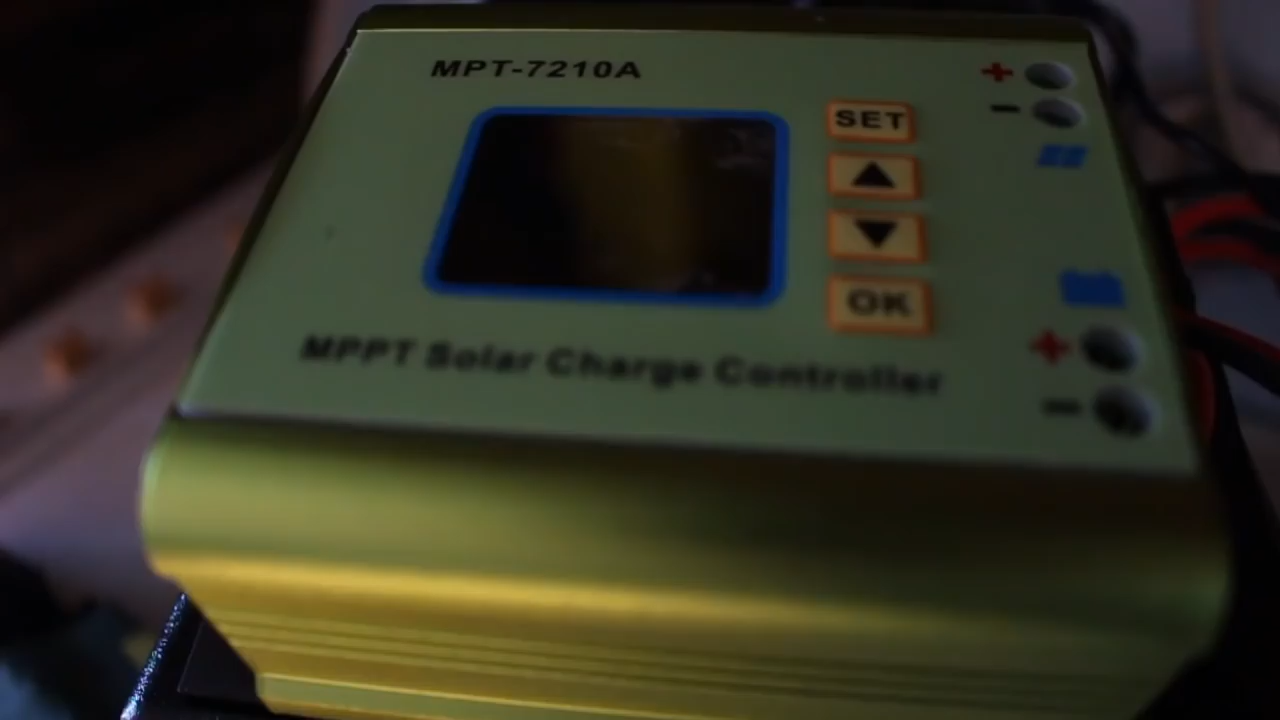 MPT-7210A
SET
OK
MPPT Solar Charge Controller
+
-
+
-